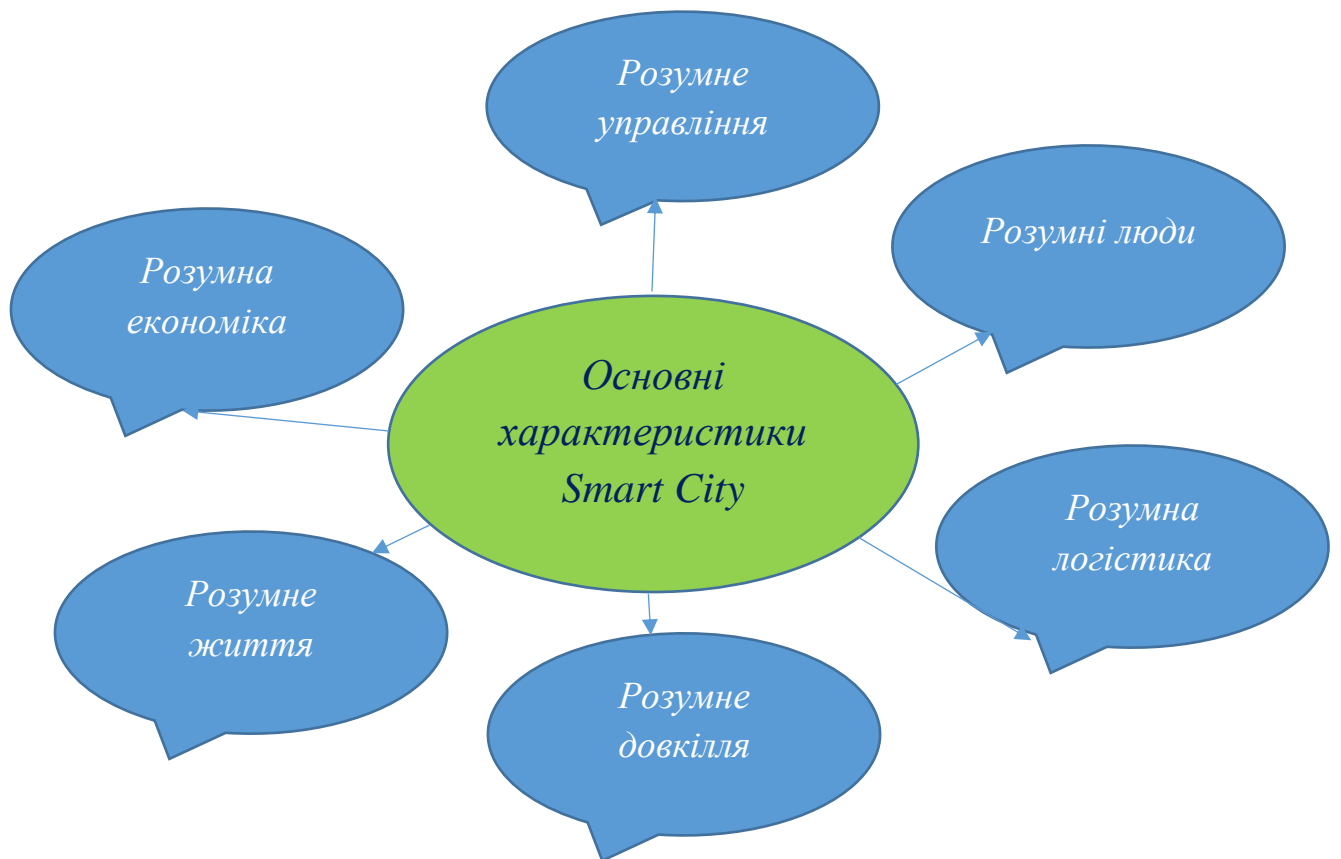 Розумне
управління
Розумні люди
Розумна
економіка
Основні
характеристики
Smart City
Розумна
логістика
Розумне
життя
Розумне
довкілля